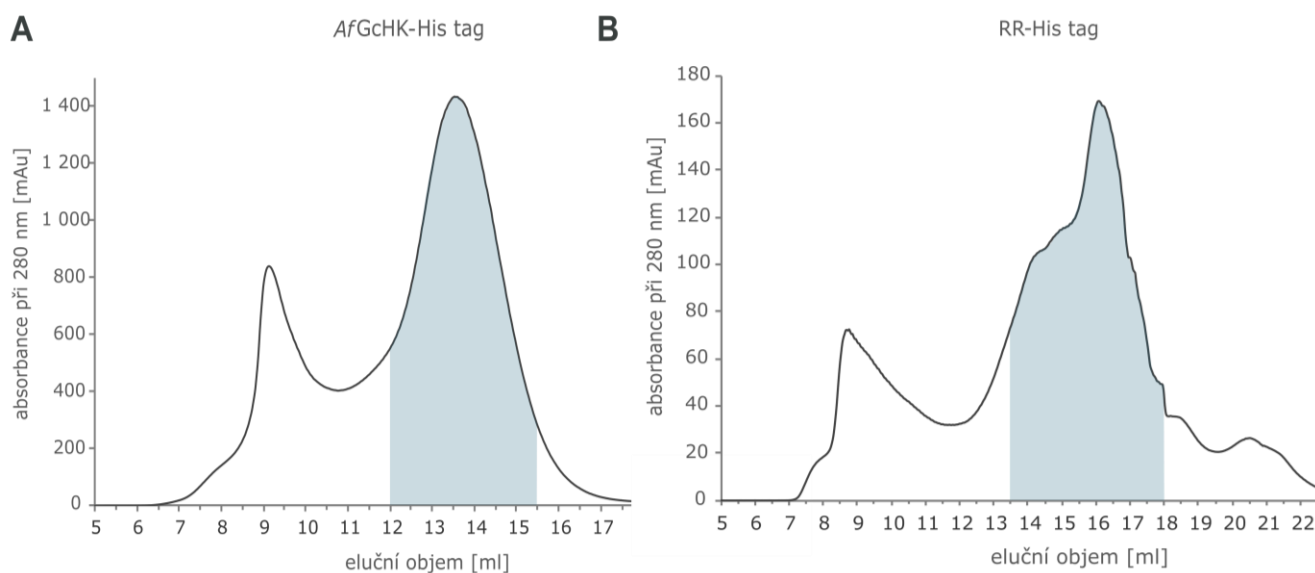 A
AfGcHK-His tag
absorbance při 280 nm [mAu]
1 400
1 200
1 000
800
600
400
200
0
5 6 7 8 9 10 11 12 13 14 15 16 17
eluční objem [ml]
B
RR-His tag
absorbance při 280 nm [mAu]
180
160
140
120
100
80
60
40
20
0
5 6 7 8 9 10 11 12 13 14 15 16 17 18 19 20 21 22
eluční objem [ml]